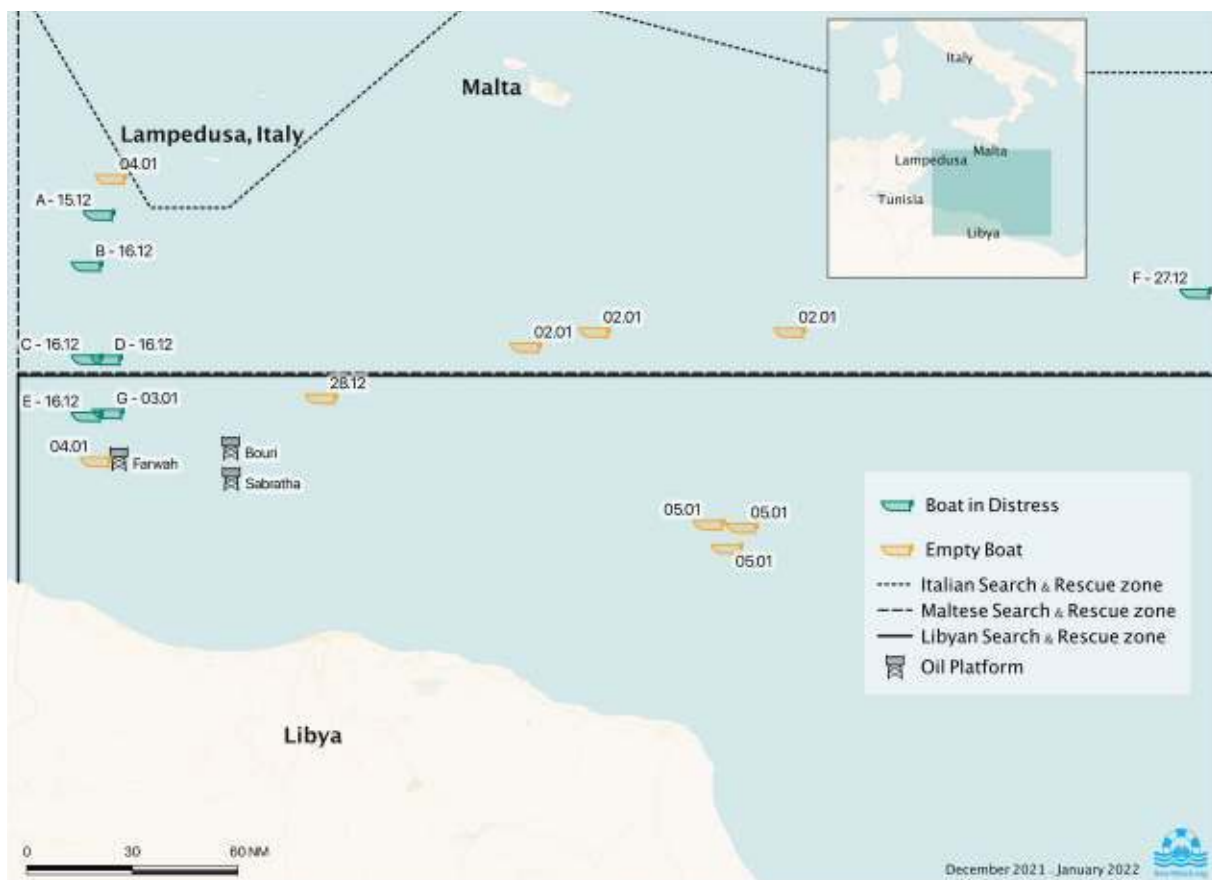 Malta
Lampedusa, Italy
04.01
A - 15.12
B - 16.12
C - 16.12
D - 16.12
E - 16.12
G - 03.01
04.01
Farwah
Bouri
Sabratha
28.12
02.01
02.01
02.01
F - 27.12
05.01
05.01
05.01
Italy
Malta
Lampedusa
Tunisia
Libya
Boat in Distress
Empty Boat
Italian Search & Rescue zone
Maltese Search & Rescue zone
Libyan Search & Rescue zone
Oil Platform
Libya
0 30 60 NM
December 2021 - January 2022